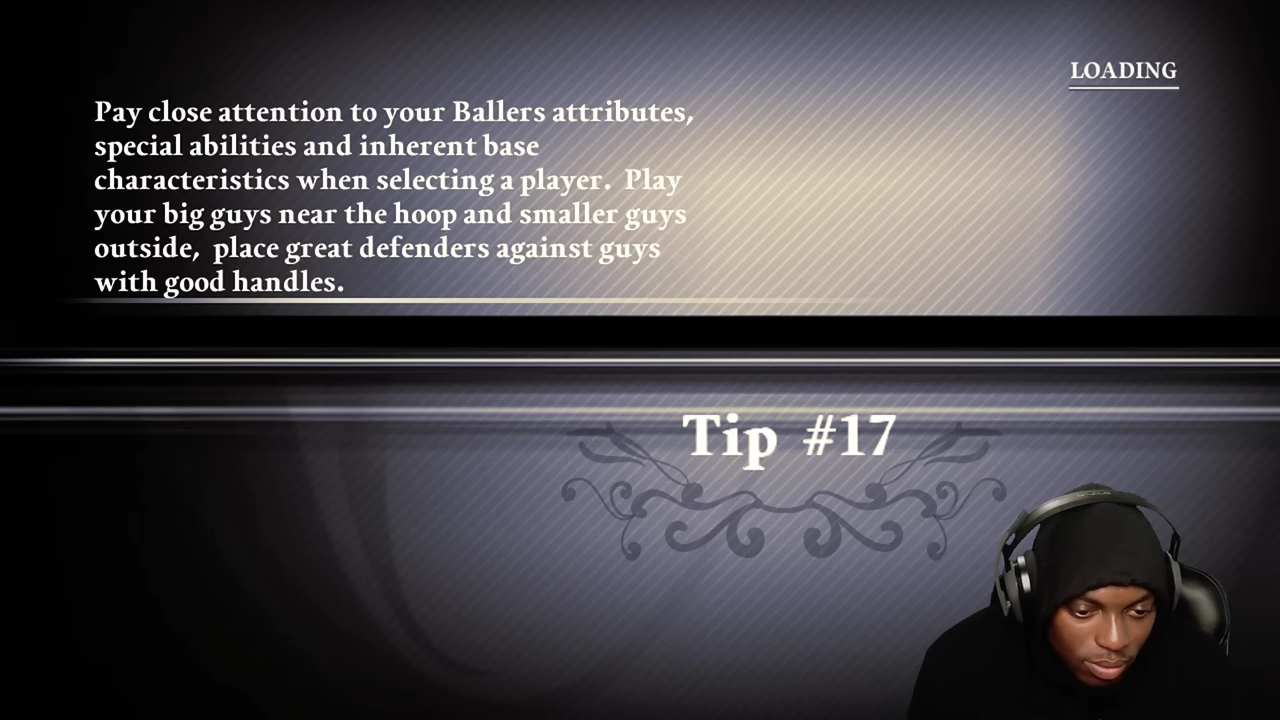 LOADING
Pay close attention to your Ballers attributes,
special abilities and inherent base
characteristics when selecting a player.  Play
your big guys near the hoop and smaller guys
outside,  place great defenders against guys
with good handles.
Tip #17